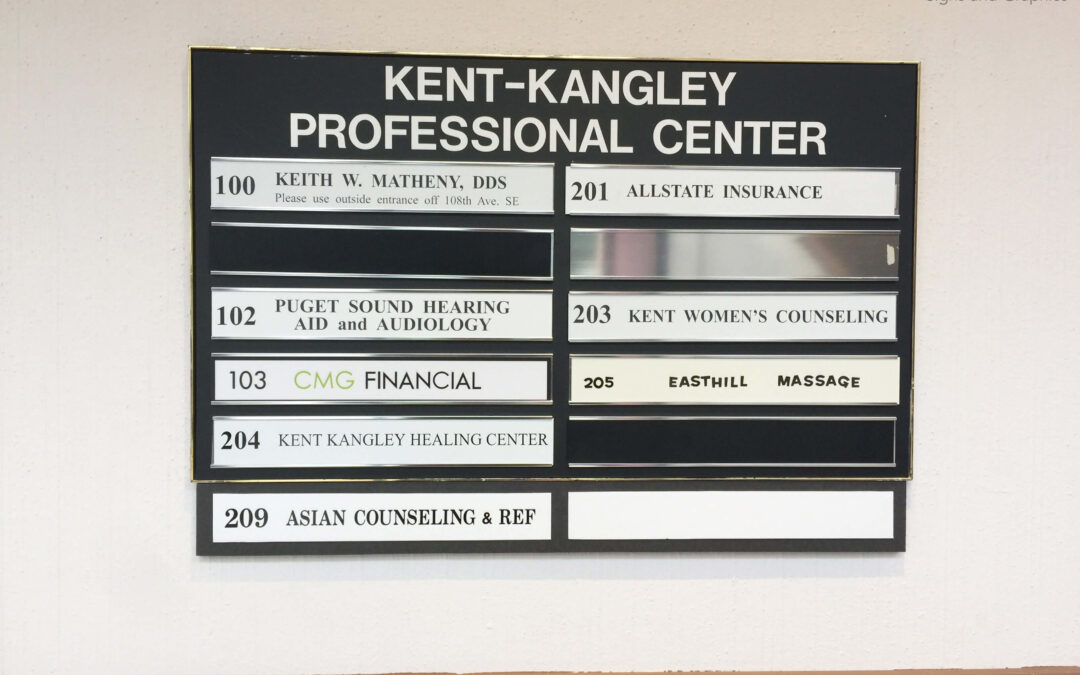 KENT-KANGLEY
PROFESSIONAL CENTER
100 KEITH W. MATHENY, DDS
Please use outside entrance off 108th Ave. SE
102 PUGET SOUND HEARING
AID and AUDIOLOGY
103 CMG FINANCIAL
204 KENT KANGLEY HEALING CENTER
209 ASIAN COUNSELING & REF
201 ALLSTATE INSURANCE
203 KENT WOMEN'S COUNSELING
205 EASTHILL MASSAGE